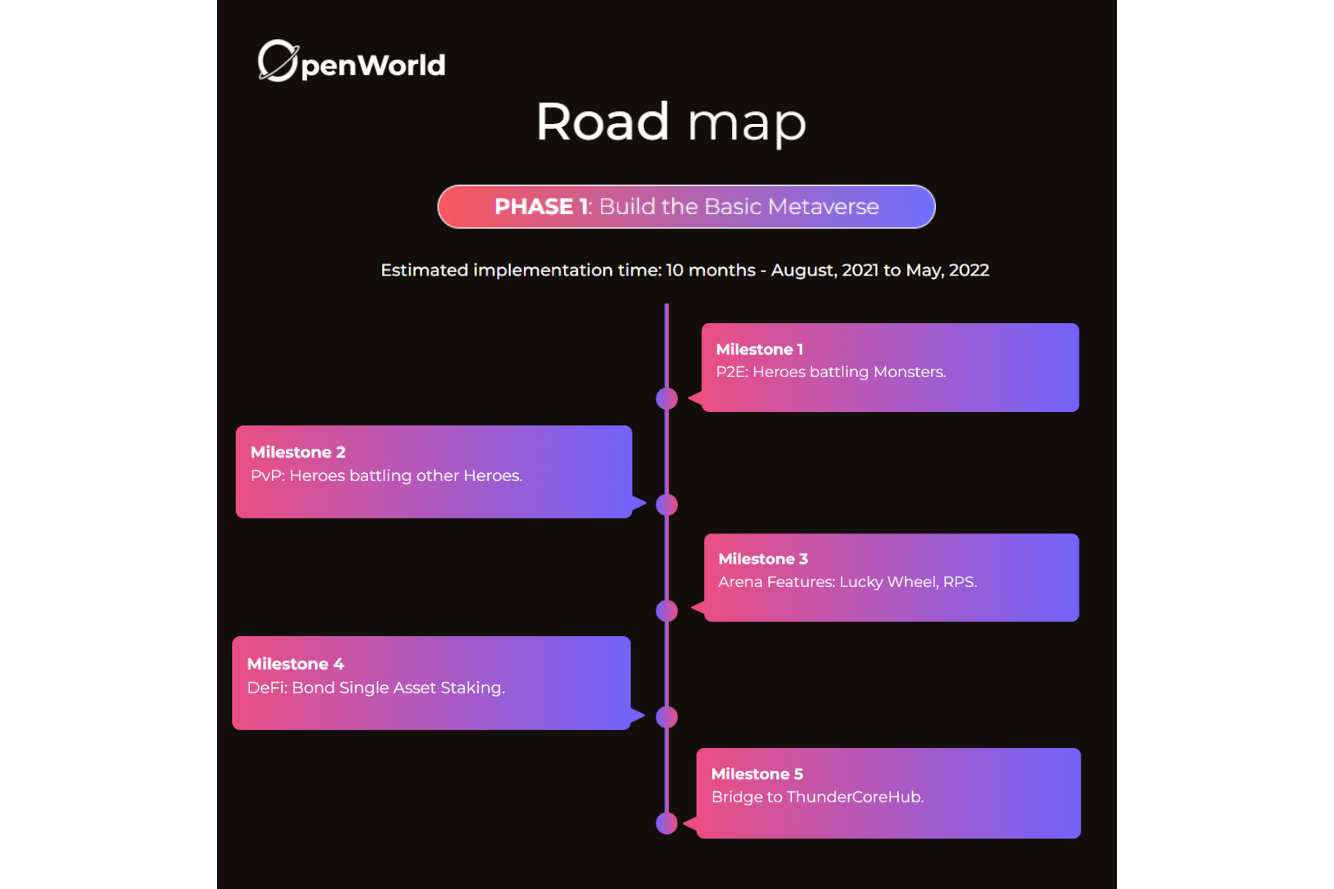 OpenWorld
Road map
PHASE 1: Build the Basic Metaverse
Estimated implementation time: 10 months - August, 2021 to May, 2022
Milestone 1
P2E: Heroes battling Monsters.
Milestone 2
PvP: Heroes battling other Heroes.
Milestone 3
Arena Features: Lucky Wheel, RPS.
Milestone 4
DeFi: Bond Single Asset Staking.
Milestone 5
Bridge to ThunderCoreHub.